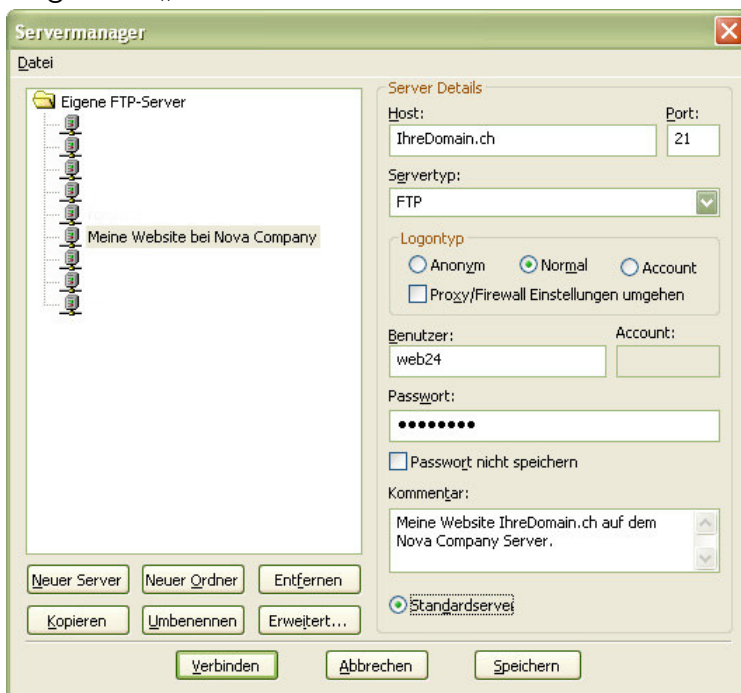 Servermanager
Datei
Eigene FTP-Server
Meine Website bei Nova Company
Neuer Server
Neuer Ordner
Entfernen
Kopieren
Umbenennen
Erweitert...
Server Details
Host:
Port:
IhreDomain.ch
21
Servertyp:
FTP
Logontyp
Anonym
Normal
Account
Proxy/Firewall Einstellungen umgehen
Benutzer:
Account:
web24
Passwort:
●●●●●●●●
Passwort nicht speichern
Kommentar:
Meine Website IhreDomain.ch auf dem
Nova Company Server.
Standardserver
Verbinden
Abbrechen
Speichern